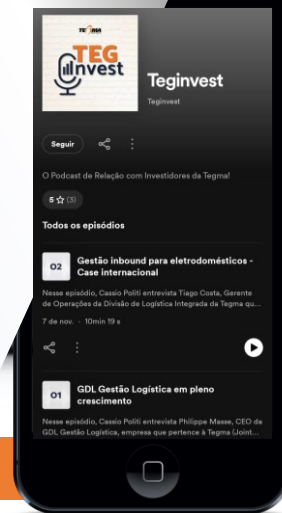 TEGMA
TEG
Invest
Teginvest
Teginvest
Seguir
O Podcast de Relação com Investidores da Tegma!
5 ☆ (3)
Todos os episódios
02
Gestão inbound para eletrodomésticos -
Case internacional
Nesse episódio, Cassio Politi entrevista Tiago Costa, Gerente
de Operações da Divisão de Logística Integrada da Tegma qu...
7 de nov. · 10min 19 s
01
GDL Gestão Logística em pleno
crescimento
Nesse episódio, Cassio Politi entrevista Philippe Masse, CEO da
GDL Gestão Logística, empresa que pertence à Tegma (Joint...